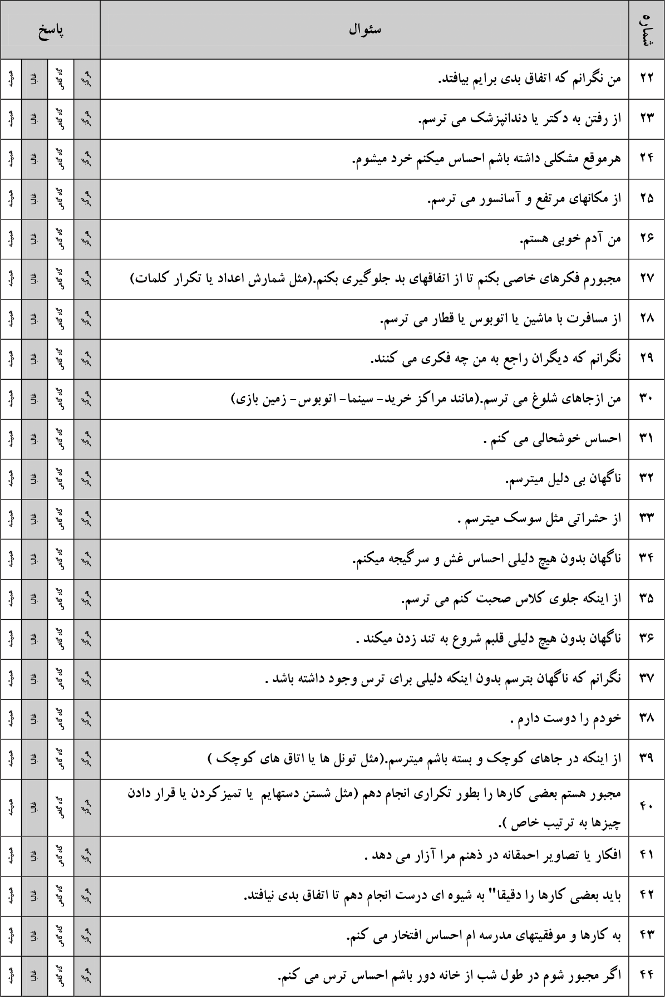 شماره سئوال پاسخ
۲۲ من نگرانم که اتفاق بدی برایم بیافتد. هرگز گاه گاهی غالبا همیشه
۲۳ از رفتن به دکتر یا دندانپزشک می ترسم. هرگز گاه گاهی غالبا همیشه
۲۴ هرموقع مشکلی داشته باشم احساس میکنم خرد میشوم. هرگز گاه گاهی غالبا همیشه
۲۵ از مکانهای مرتفع و آسانسور می ترسم. هرگز گاه گاهی غالبا همیشه
۲۶ من آدم خوبی هستم. هرگز گاه گاهی غالبا همیشه
۲۷ مجبورم فکرهای خاصی بکنم تا از اتفاقهای بد جلوگیری بکنم.(مثل شمارش اعداد یا تکرار کلمات) هرگز گاه گاهی غالبا همیشه
۲۸ از مسافرت با ماشین یا اتوبوس یا قطار می ترسم. هرگز گاه گاهی غالبا همیشه
۲۹ نگرانم که دیگران راجع به من چه فکری می کنند. هرگز گاه گاهی غالبا همیشه
۳۰ من ازجاهای شلوغ می ترسم.(مانند مراکز خرید- سینما- اتوبوس- زمین بازی) هرگز گاه گاهی غالبا همیشه
۳۱ احساس خوشحالی می کنم . هرگز گاه گاهی غالبا همیشه
۳۲ ناگهان بی دلیل میترسم. هرگز گاه گاهی غالبا همیشه
۳۳ از حشراتی مثل سوسک میترسم . هرگز گاه گاهی غالبا همیشه
۳۴ ناگهان بدون هیچ دلیلی احساس غش و سرگیجه میکنم. هرگز گاه گاهی غالبا همیشه
۳۵ از اینکه جلوی کلاس صحبت کنم می ترسم. هرگز گاه گاهی غالبا همیشه
۳۶ ناگهان بدون هیچ دلیلی قلبم شروع به تند زدن میکند . هرگز گاه گاهی غالبا همیشه
۳۷ نگرانم که ناگهان بترسم بدون اینکه دلیلی برای ترس وجود داشته باشد . هرگز گاه گاهی غالبا همیشه
۳۸ خودم را دوست دارم . هرگز گاه گاهی غالبا همیشه
۳۹ از اینکه در جاهای کوچک و بسته باشم میترسم.(مثل تونل ها یا اتاق های کوچک ) هرگز گاه گاهی غالبا همیشه
۴۰ مجبور هستم بعضی کارها را بطور تکراری انجام دهم (مثل شستن دستهایم یا تمیزکردن یا قرار دادن
چیزها به ترتیب خاص ). هرگز گاه گاهی غالبا همیشه
۴۱ افکار یا تصاویر احمقانه در ذهنم مرا آزار می دهد . هرگز گاه گاهی غالبا همیشه
۴۲ باید بعضی کارها را دقیقا" به شیوه ای درست انجام دهم تا اتفاق بدی نیافتد. هرگز گاه گاهی غالبا همیشه
۴۳ به کارها و موفقیتهای مدرسه ام احساس افتخار می کنم. هرگز گاه گاهی غالبا همیشه
۴۴ اگر مجبور شوم در طول شب از خانه دور باشم احساس ترس می کنم. هرگز گاه گاهی غالبا همیشه